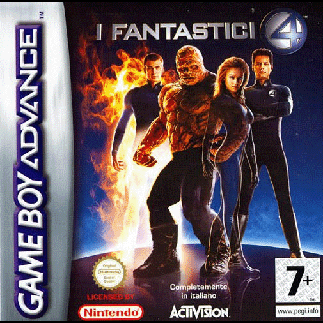 GAME BOY ADVANCE
I FANTASTICI 4
LICENSED BY
Nintendo
Completamente
in italiano
ACTIVISION
7+
www.pegi.info